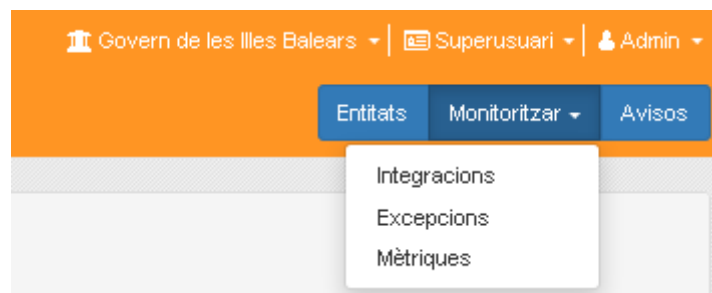 Govern de les Illes Balears Superusuari Admin
Entitats Monitoritzar Avisos
Integracions
Excepcions
Mètriques